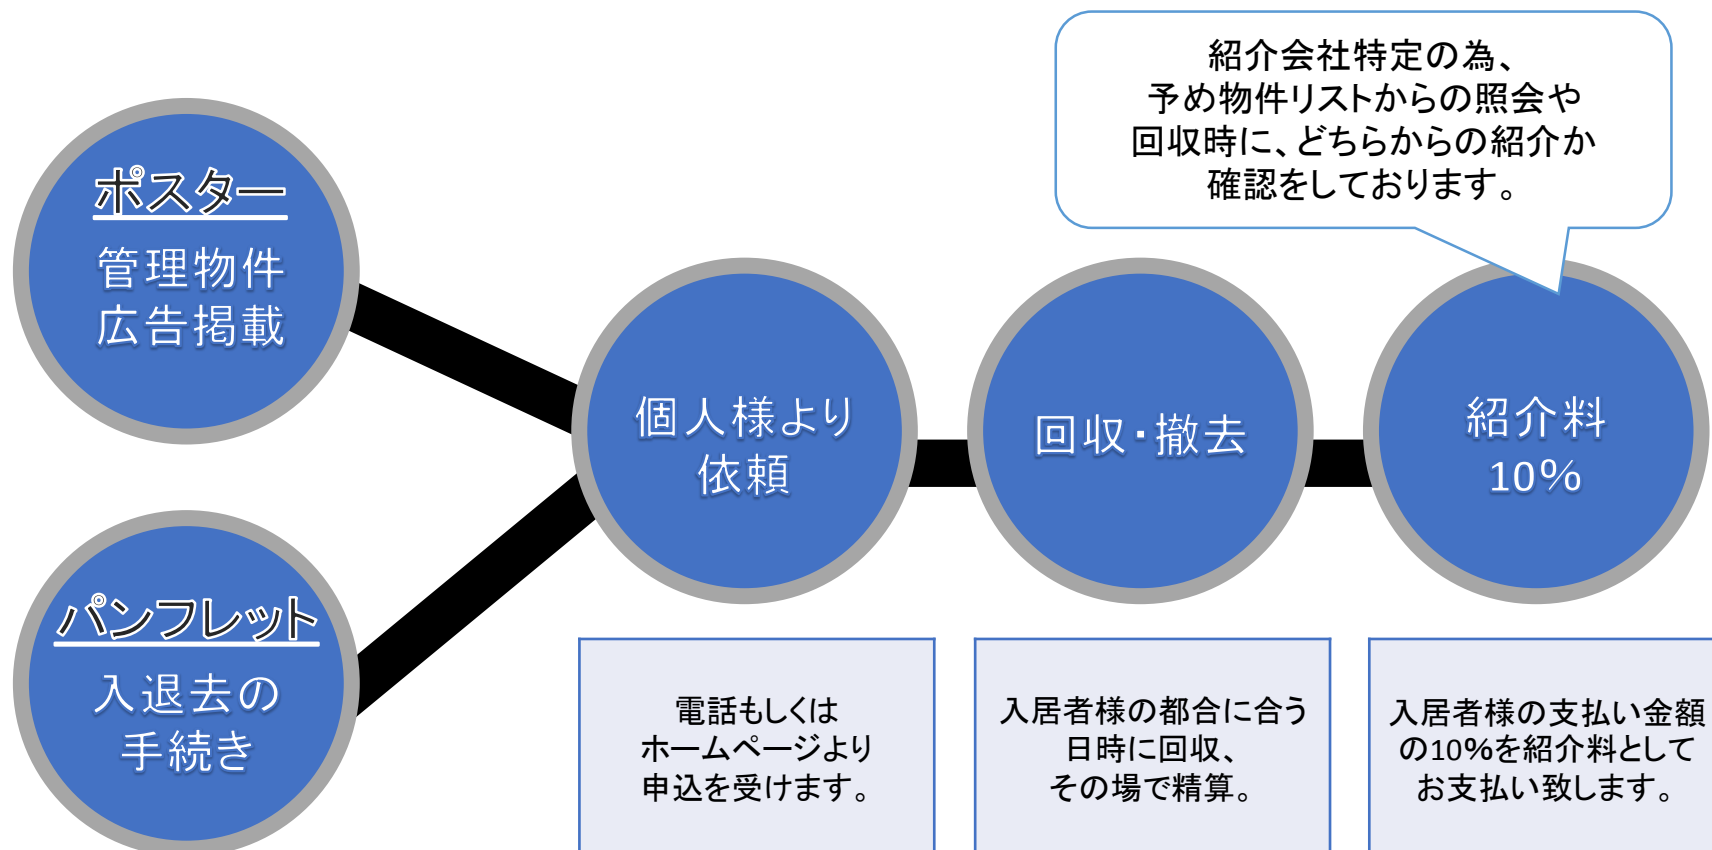 紹介会社特定の為、
予め物件リストからの照会や
回収時に、どちらからの紹介か
確認をしております。
ポスター
管理物件
広告掲載
パンフレット
入退去の
手続き
個人様より
依頼
回収・撤去
紹介料
10%
電話もしくは
ホームページより
申込を受けます。
入居者様の都合に合う
日時に回収、
その場で精算。
入居者様の支払い金額
の10%を紹介料として
お支払い致します。